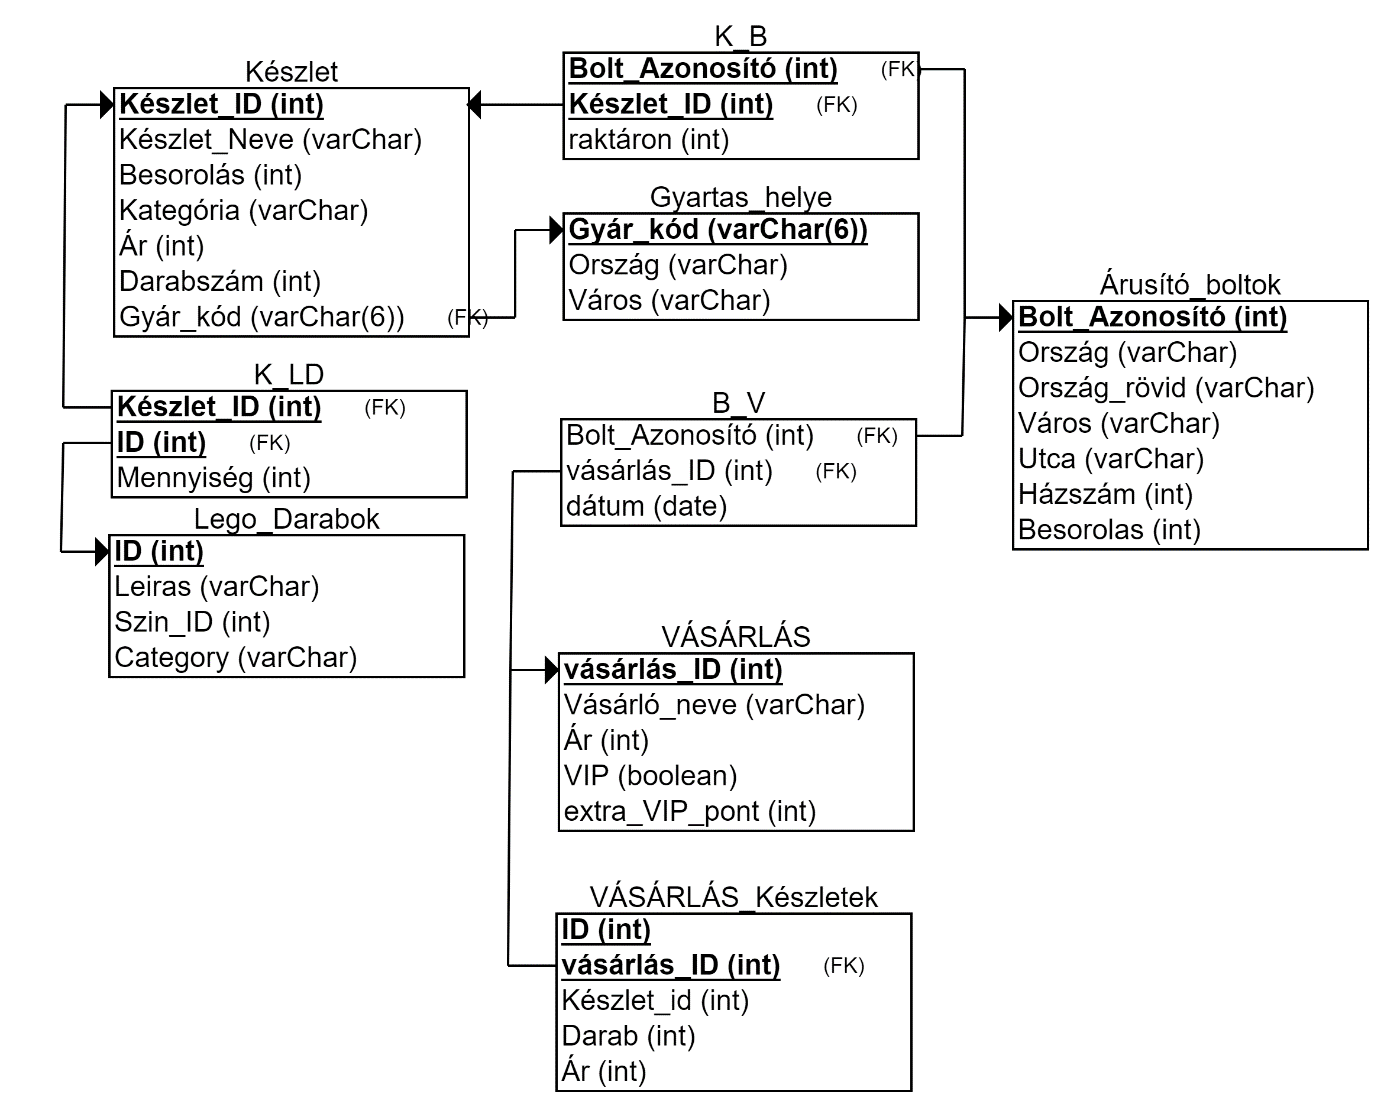 Készlet
Készlet_ID (int)
Készlet_Neve (varChar)
Besorolás (int)
Kategória (varChar)
Ár (int)
Darabszám (int)
Gyár_kód (varChar(6)) (FK)
K_LD
Készlet_ID (int) (FK)
ID (int) (FK)
Mennyiség (int)
Lego_Darabok
ID (int)
Leiras (varChar)
Szin_ID (int)
Category (varChar)
K_B
Bolt_Azonosító (int) (FK)
Készlet_ID (int) (FK)
raktáron (int)
Gyartas_helye
Gyár_kód (varChar(6))
Ország (varChar)
Város (varChar)
B_V
Bolt_Azonosító (int) (FK)
vásárlás_ID (int) (FK)
dátum (date)
VÁSÁRLÁS
vásárlás_ID (int)
Vásárló_neve (varChar)
Ár (int)
VIP (boolean)
extra_VIP_pont (int)
VÁSÁRLÁS_Készletek
ID (int)
vásárlás_ID (int) (FK)
Készlet_id (int)
Darab (int)
Ár (int)
Árusító_boltok
Bolt_Azonosító (int)
Ország (varChar)
Ország_rövid (varChar)
Város (varChar)
Utca (varChar)
Házszám (int)
Besorolas (int)